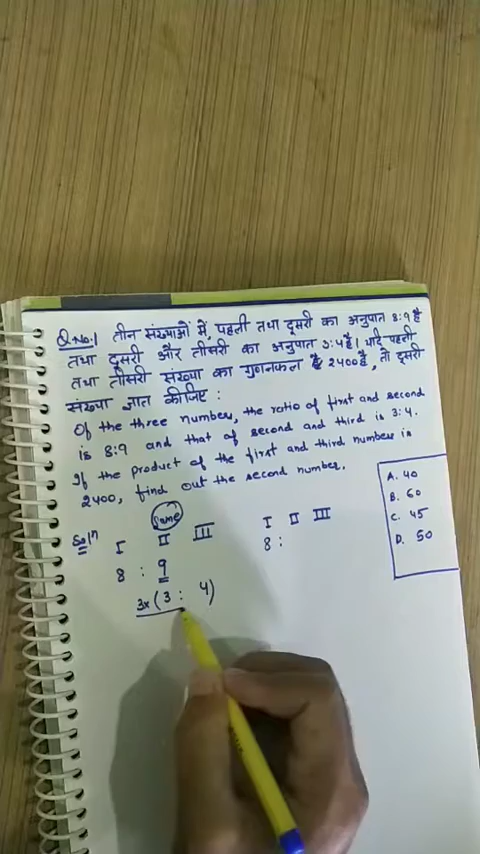 Q.No.1 तीन संख्याओं में पहली तथा दूसरी का अनुपात 8:9 है
तथा दूसरी और तीसरी का अनुपात 3:4 है। यदि पहली
तथा तीसरी संख्या का गुणनफल है 2400 है, तो दूसरी
संख्या ज्ञात कीजिए :
Of the three numbers, the ratio of first and second
is 8:9 and that of second and third is 3:4.
If the product of the first and third number is
2400, find out the second number.
A. 40
B. 60
C. 45
D. 50
Same
Sol^n I II III
I II III
8 : 9
8 :
3x (3 : 4)